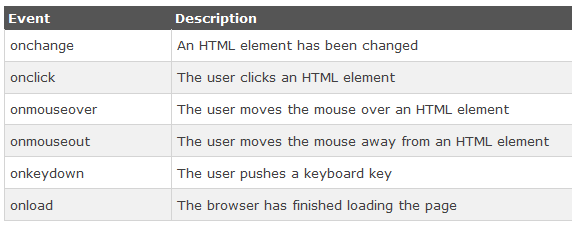 Event Description
onchange An HTML element has been changed
onclick The user clicks an HTML element
onmouseover The user moves the mouse over an HTML element
onmouseout The user moves the mouse away from an HTML element
onkeydown The user pushes a keyboard key
onload The browser has finished loading the page